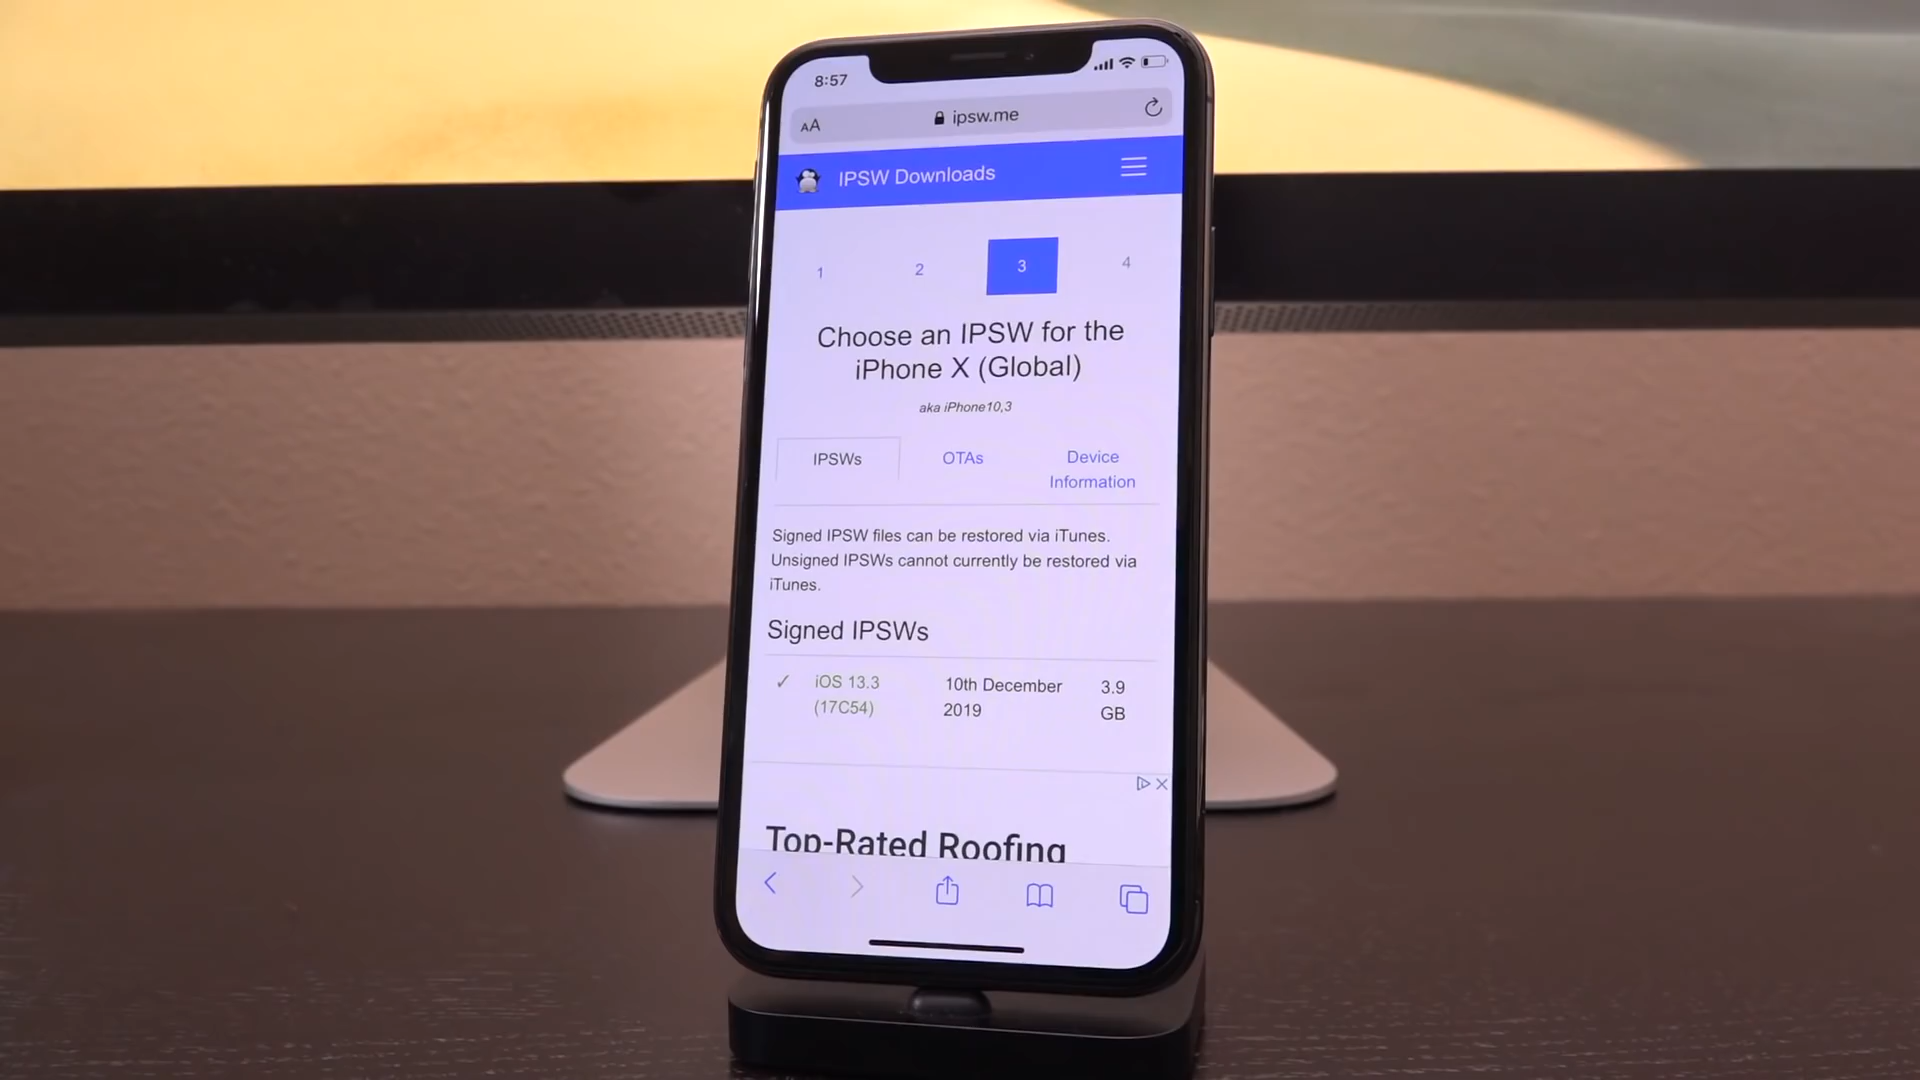 8:57
AA ipsw.me
IPSW Downloads
1 2 3 4
Choose an IPSW for the
iPhone X (Global)
aka iPhone10,3
IPSWs OTAs Device
Information
Signed IPSW files can be restored via iTunes.
Unsigned IPSWs cannot currently be restored via
iTunes.
Signed IPSWs
✓ iOS 13.3 10th December 3.9
(17C54) 2019 GB
Top-Rated Roofing